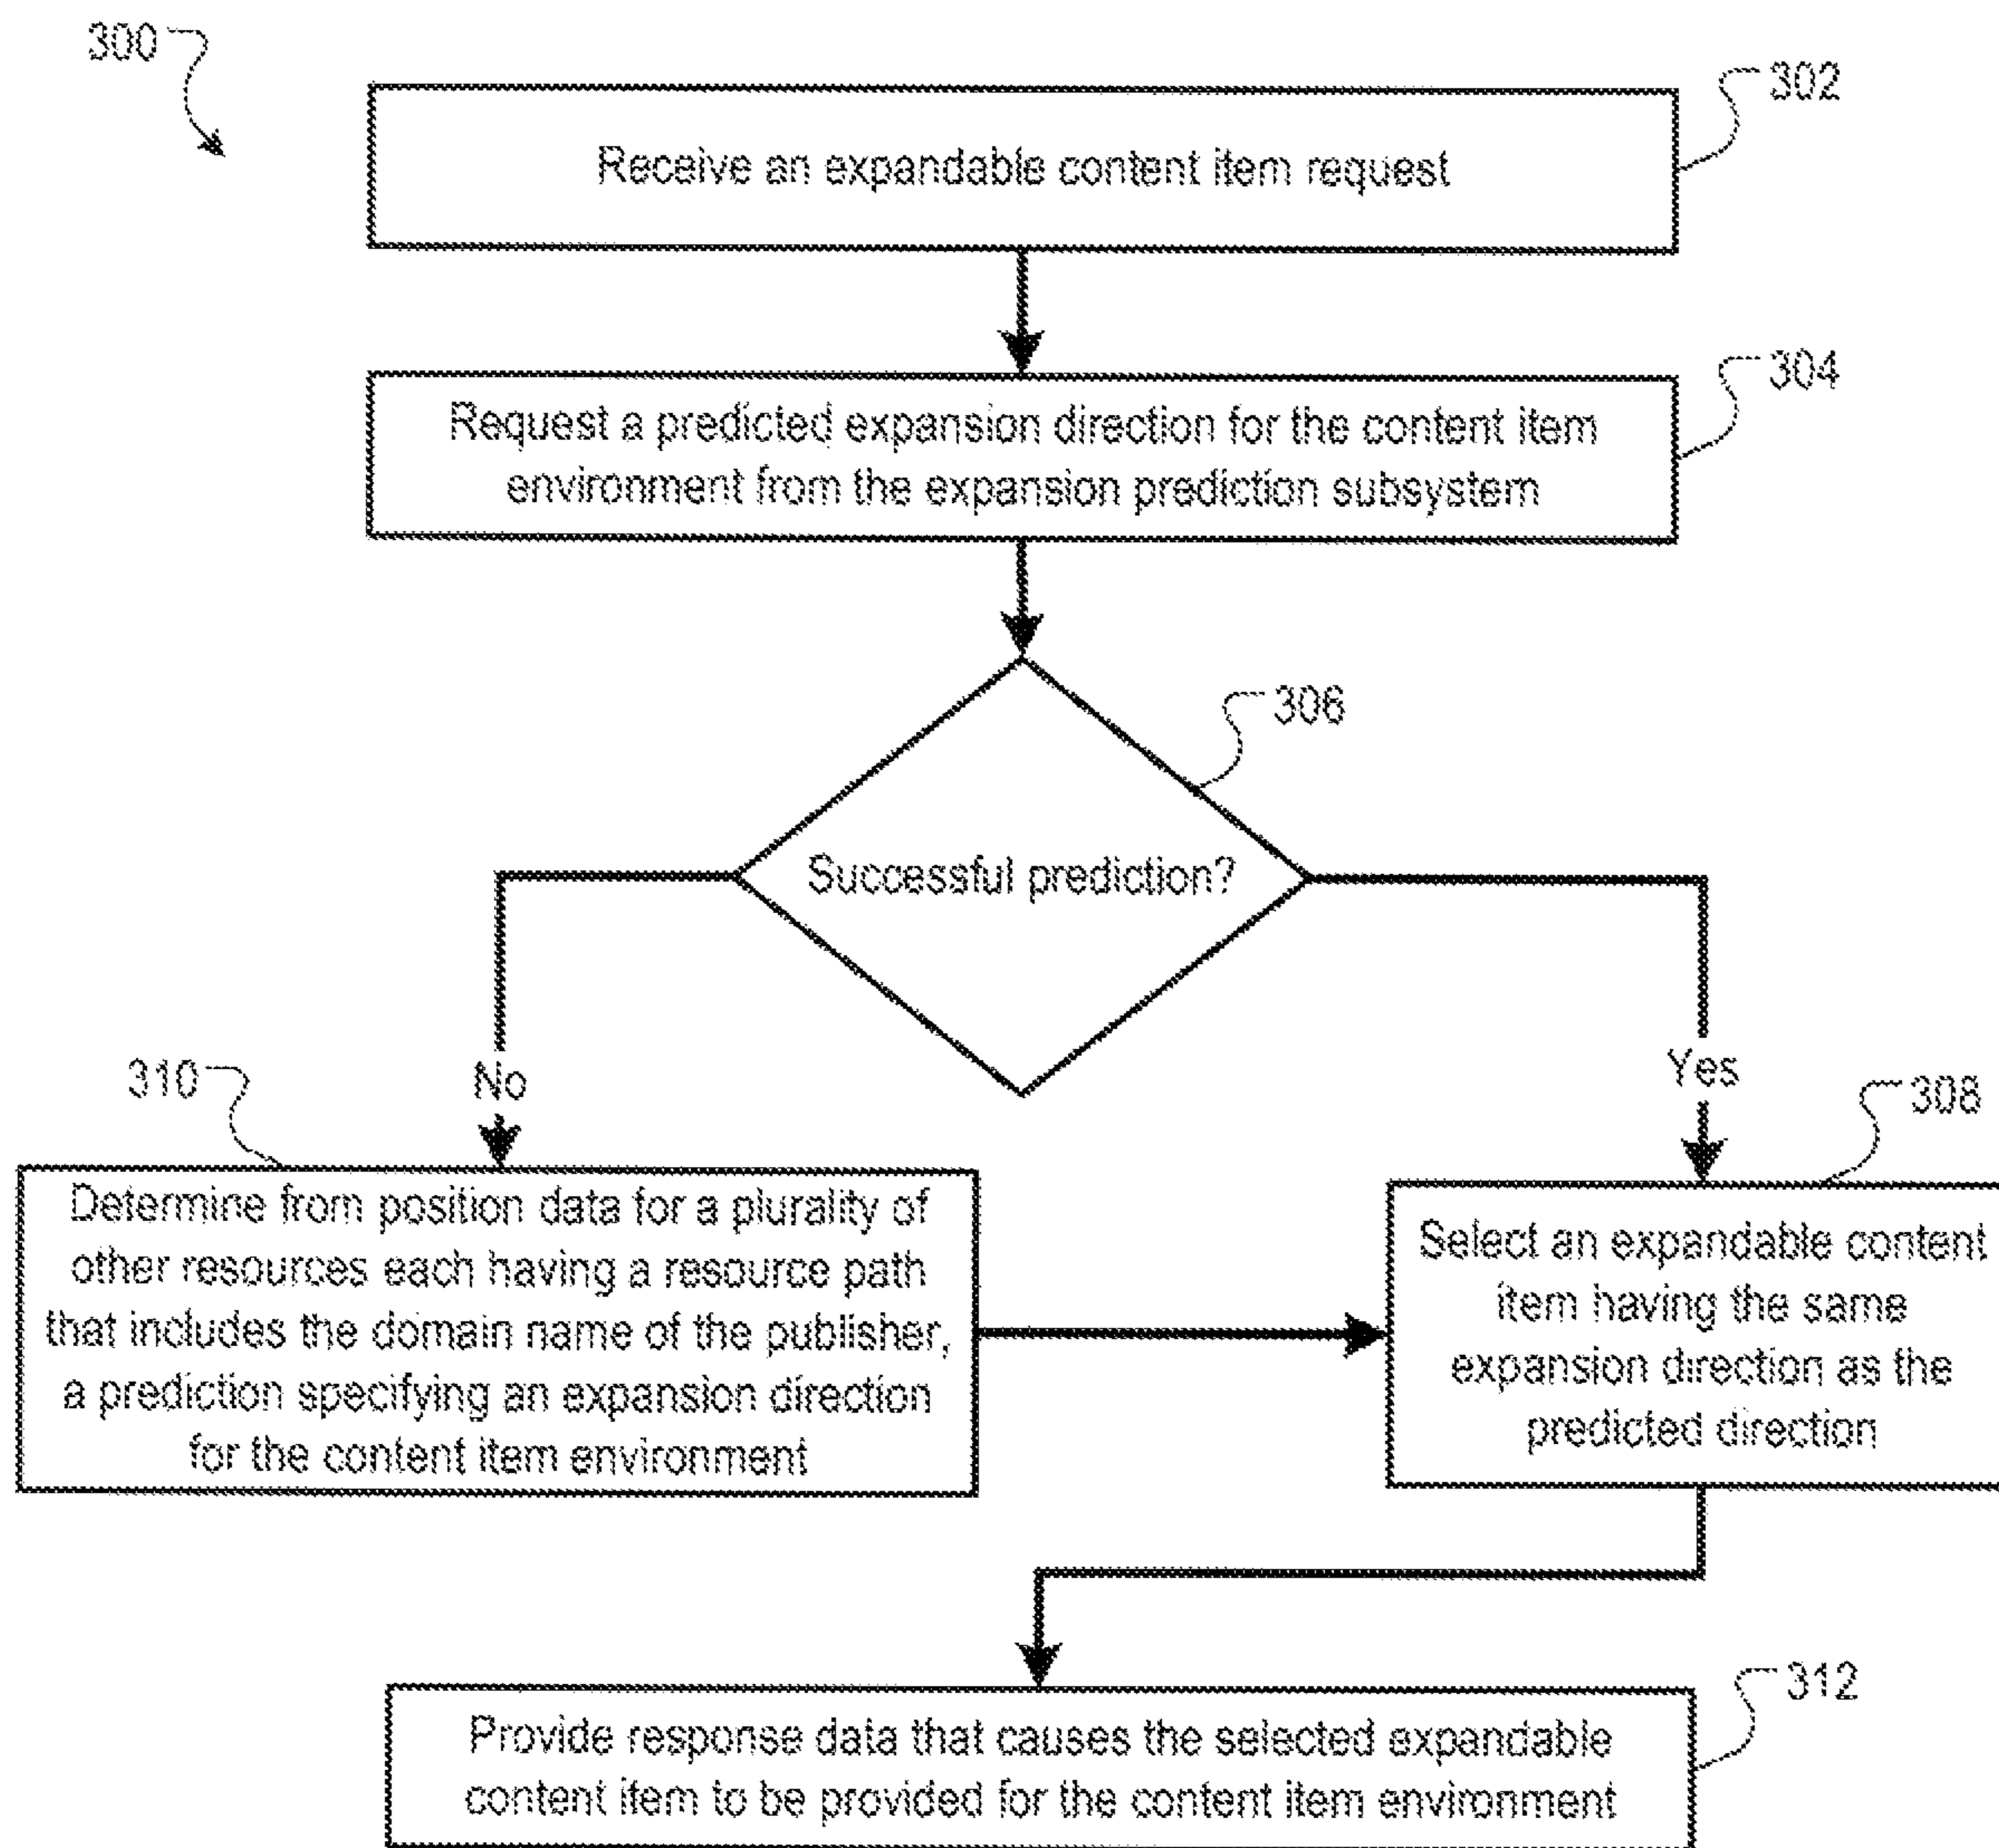 300
302
Receive an expandable content item request
304
Request a predicted expansion direction for the content item
environment from the expansion prediction subsystem
306
Successful prediction?
310
No
Yes
308
Determine from position data for a plurality of
other resources each having a resource path
that includes the domain name of the publisher,
a prediction specifying an expansion direction
for the content item environment
Select an expandable content
item having the same
expansion direction as the
predicted direction
312
Provide response data that causes the selected expandable
content item to be provided for the content item environment